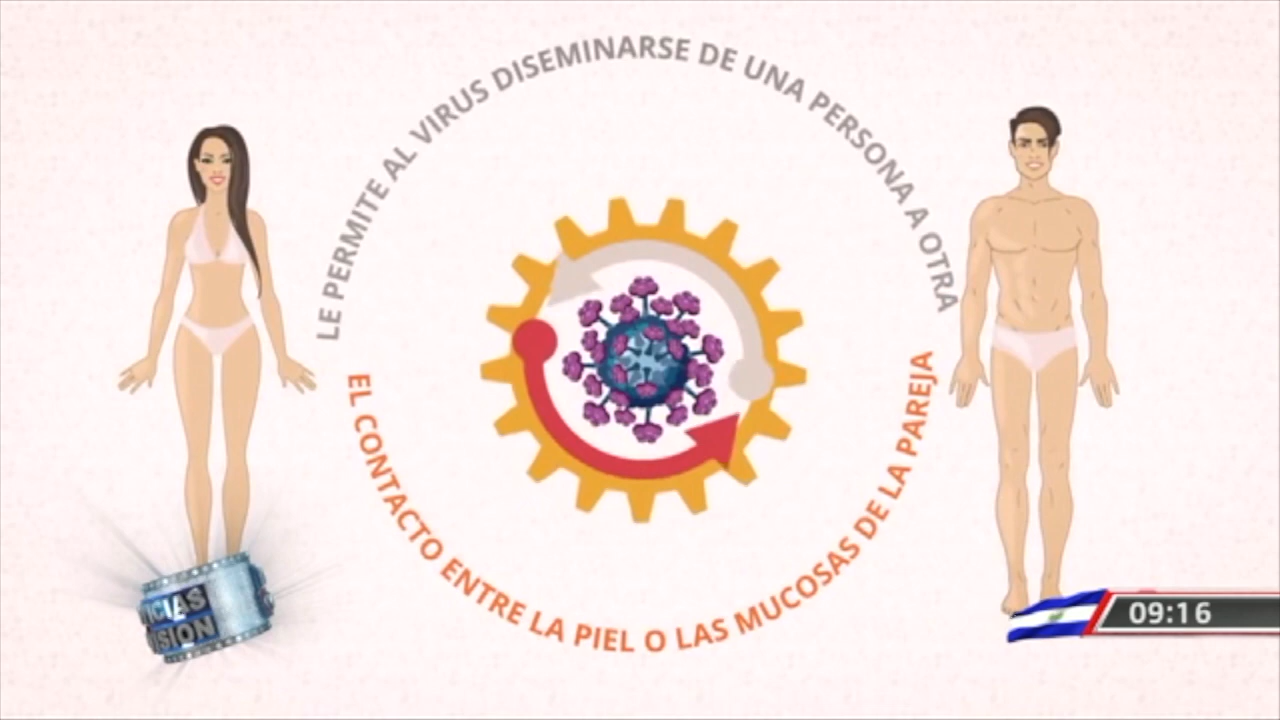 LE PERMITE AL VIRUS DISEMINARSE DE UNA PERSONA A OTRA
EL CONTACTO ENTRE LA PIEL O LAS MUCOSAS DE LA PAREJA
09:16